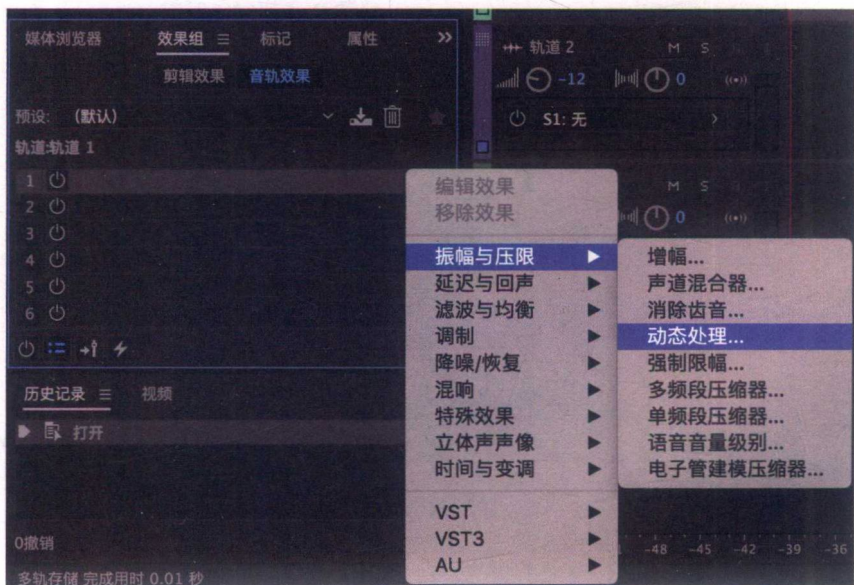 媒体浏览器 效果组 标记 属性 >>
剪辑效果 音轨效果
预设: (默认)
轨道:轨道 1
1
2
3
4
5
6
历史记录 视频
打开
0撤销
多轨存储 完成用时 0.01 秒
轨道 2 M S
-12 0
S1: 无
M S
0
编辑效果
移除效果
振幅与压限
延迟与回声
滤波与均衡
调制
降噪/恢复
混响
特殊效果
立体声声像
时间与变调
VST
VST3
AU
增幅...
声道混合器...
消除齿音...
动态处理...
强制限幅...
多频段压缩器...
单频段压缩器...
语音音量级别...
电子管建模压缩器...
-48 -45 -42 -39 -36